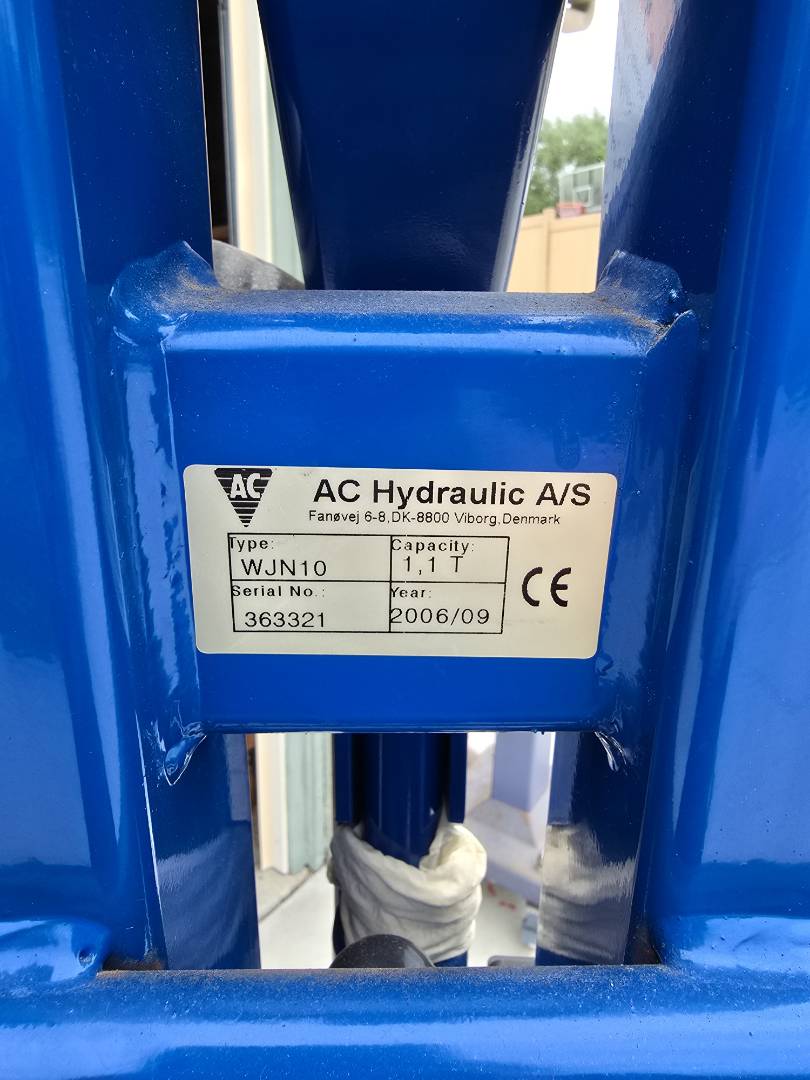 AC
AC Hydraulic A/S
Fanøvej 6-8,DK-8800 Viborg,Denmark
Type: Capacity:
WJN10 1,1 T
Serial No.: Year:
363321 2006/09
CE